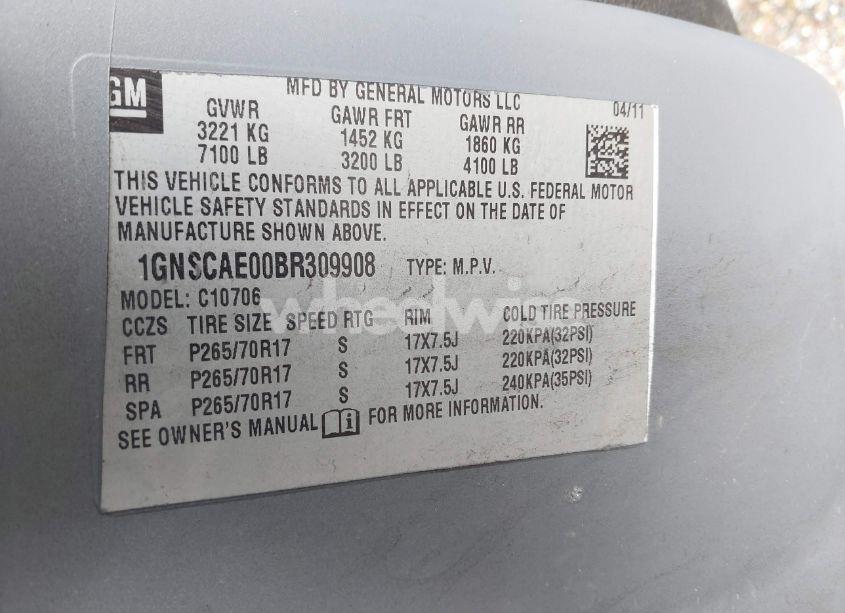 GM
MFD BY GENERAL MOTORS LLC 04/11
GVWR GAWR FRT GAWR RR
3221 KG 1452 KG 1860 KG
7100 LB 3200 LB 4100 LB
THIS VEHICLE CONFORMS TO ALL APPLICABLE U.S. FEDERAL MOTOR
VEHICLE SAFETY STANDARDS IN EFFECT ON THE DATE OF
MANUFACTURE SHOWN ABOVE.
1GNSCAE00BR309908 TYPE: M.P.V.
MODEL: C10706
CCZS TIRE SIZE SPEED RTG RIM COLD TIRE PRESSURE
FRT P265/70R17 S 17X7.5J 220KPA(32PSI)
RR P265/70R17 S 17X7.5J 220KPA(32PSI)
SPA P265/70R17 S 17X7.5J 240KPA(35PSI)
SEE OWNER'S MANUAL FOR MORE INFORMATION.